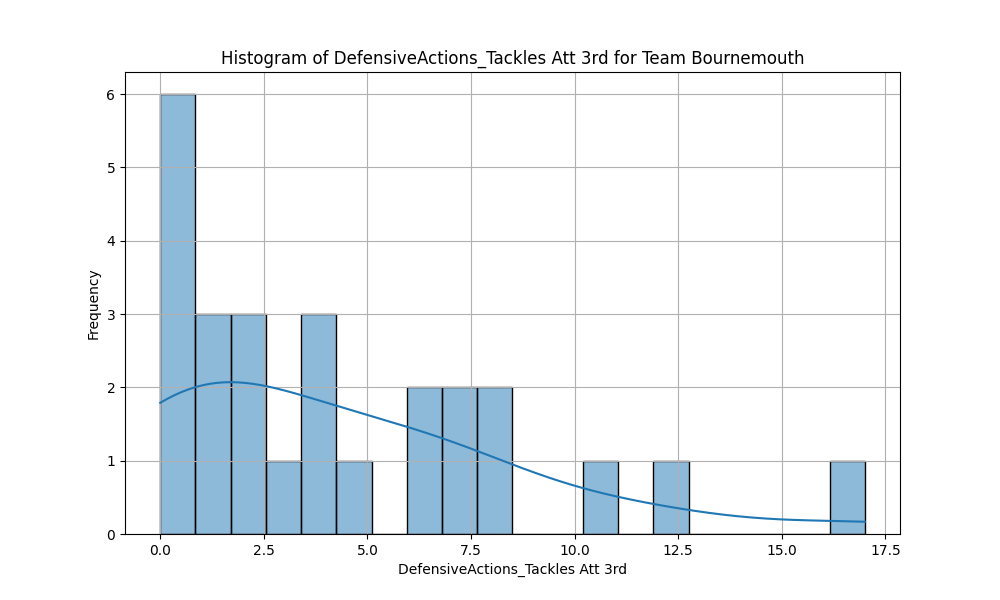 Histogram of DefensiveActions_Tackles Att 3rd for Team Bournemouth
6
5
4
3
2
1
0
Frequency
0.0 2.5 5.0 7.5 10.0 12.5 15.0 17.5
DefensiveActions_Tackles Att 3rd